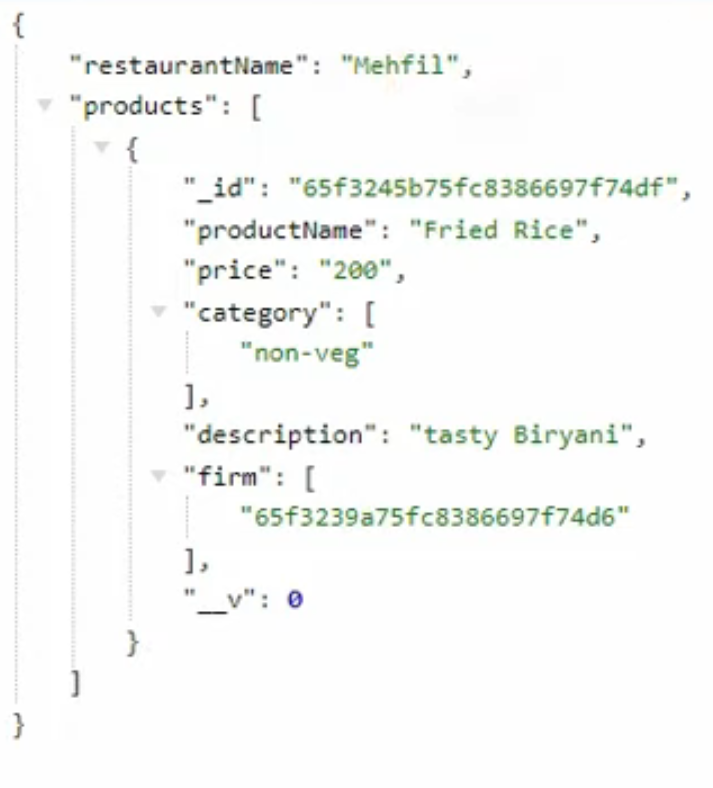 {
"restaurantName": "Mehfil",
"products": [
{
"_id": "65f3245b75fc8386697f74df",
"productName": "Fried Rice",
"price": "200",
"category": [
"non-veg"
],
"description": "tasty Biryani",
"firm": [
"65f3239a75fc8386697f74d6"
],
"__v": 0
}
]
}